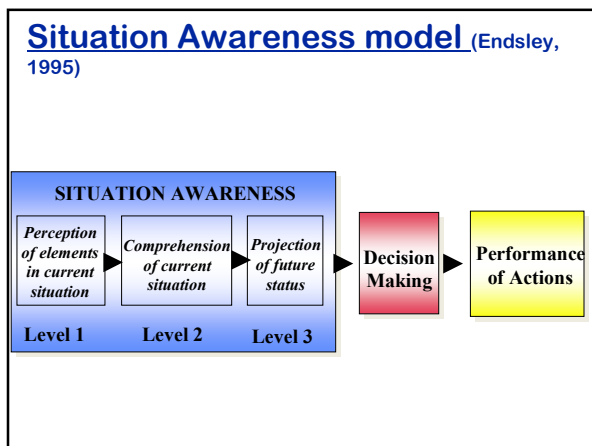 Situation Awareness model (Endsley,
1995)
SITUATION AWARENESS
Perception
of elements
in current
situation
Comprehension
of current
situation
Projection
of future
status
Level 1
Level 2
Level 3
Decision
Making
Performance
of Actions